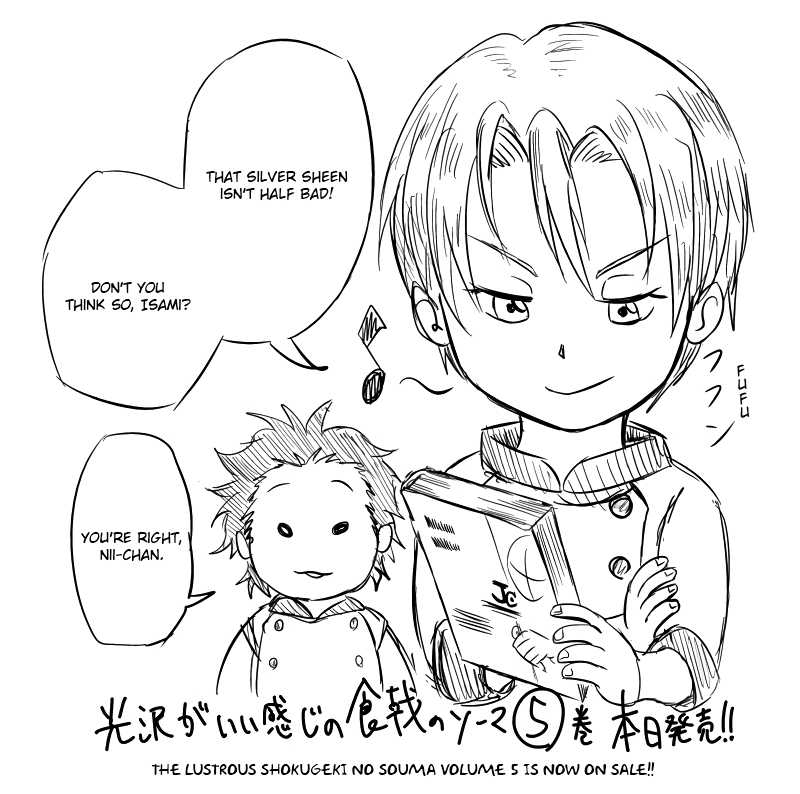 THAT SILVER SHEEN
ISN'T HALF BAD!
DON'T YOU
THINK SO, ISAMI?
フフン
FUFU
YOU'RE RIGHT,
NII-CHAN.
JC
光沢がいい感じの食戟のソーマ⑤巻 本日発売!!
THE LUSTROUS SHOKUGEKI NO SOUMA VOLUME 5 IS NOW ON SALE!!